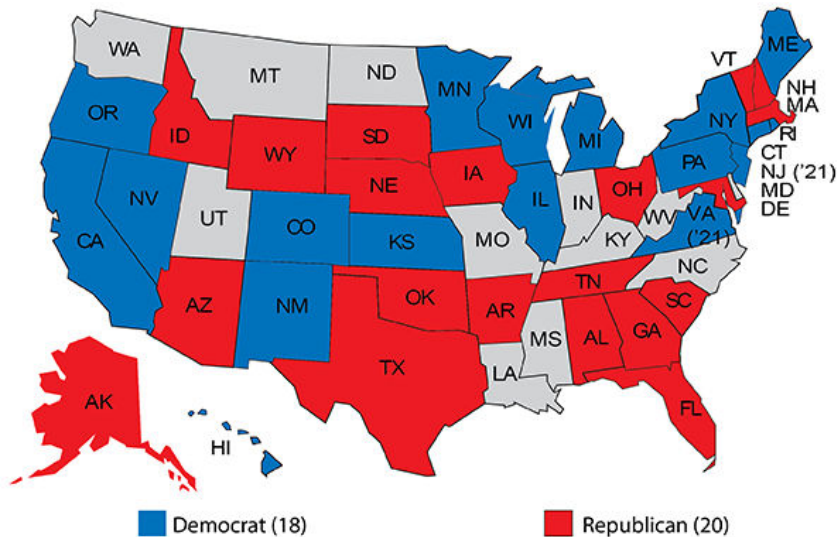 WA
MT
ND
MN
ME
VT
NH
MA
RI
CT
NJ ('21)
MD
DE
OR
ID
WY
SD
WI
MI
NY
PA
NV
UT
CO
NE
IA
IL
IN
OH
WV
VA
('21)
CA
KS
MO
KY
NC
AZ
NM
OK
AR
TN
SC
TX
LA
MS
AL
GA
FL
AK
HI
Democrat (18)
Republican (20)